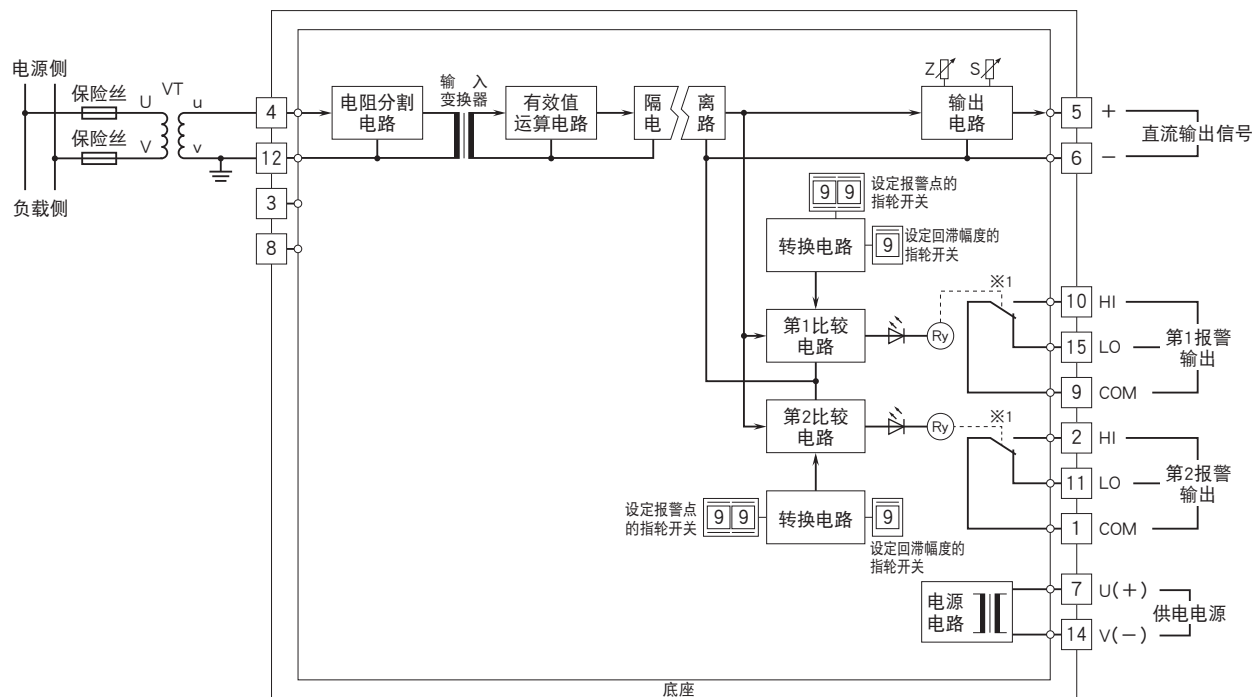 电源侧
保险丝
VT
U
u
保险丝
V
v
负载侧
4
12
3
8
电阻分割
电路
输 入
变换器
有效值
运算电路
隔 离
电 路
Z
S
输出
电路
5
+
6
−
直流输出信号
9 9
设定报警点的
指轮开关
转换电路
9
设定回滞幅度的
指轮开关
第1比较
电路
Ry
※1
10
HI
15
LO
9
COM
第1报警
输出
第2比较
电路
Ry
※1
2
HI
11
LO
1
COM
第2报警
输出
设定报警点
的指轮开关
9 9
转换电路
9
设定回滞幅度的
指轮开关
电源
电路
7
U(+)
14
V(−)
供电电源
底座